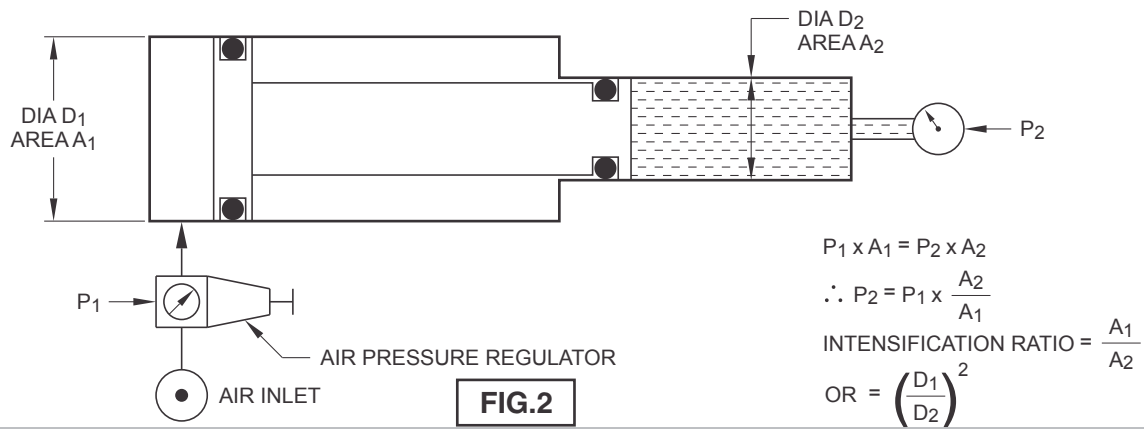 DIA D2
AREA A2
DIA D1
AREA A1
P2
P1
AIR PRESSURE REGULATOR
AIR INLET
FIG.2
P1 x A1 = P2 x A2
∴ P2 = P1 x A2/A1
INTENSIFICATION RATIO = A1/A2
OR = (D1/D2)²